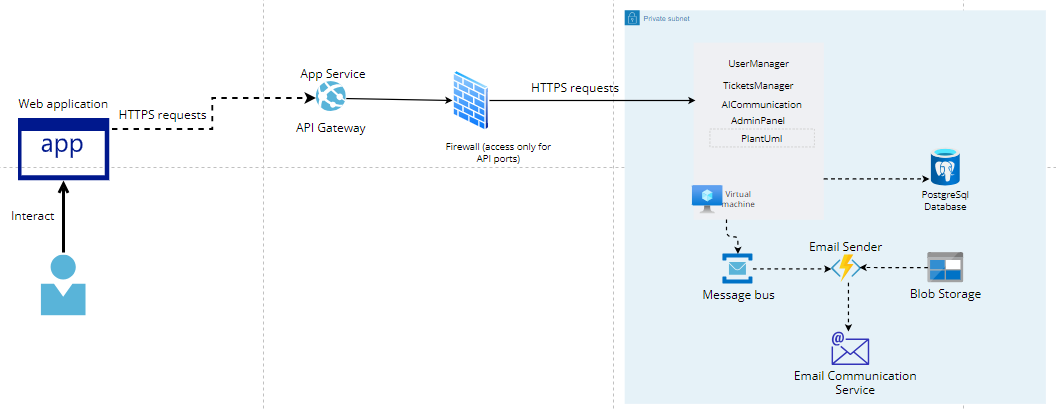 Private subnet
App Service
UserManager
TicketsManager
AICommunication
AdminPanel
PlantUml
Web application
HTTPS requests
HTTPS requests
app
API Gateway
Firewall (access only for
API ports)
Virtual
machine
PostgreSql
Database
Interact
Email Sender
Message bus
Blob Storage
@
Email Communication
Service